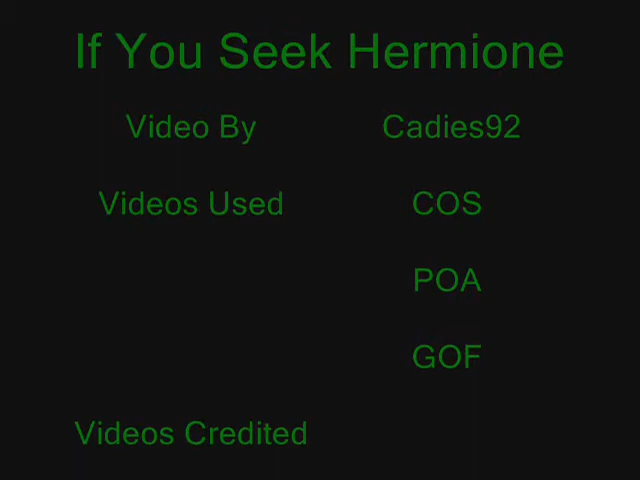 If You Seek Hermione
Video By Cadies92
Videos Used COS
POA
GOF
Videos Credited